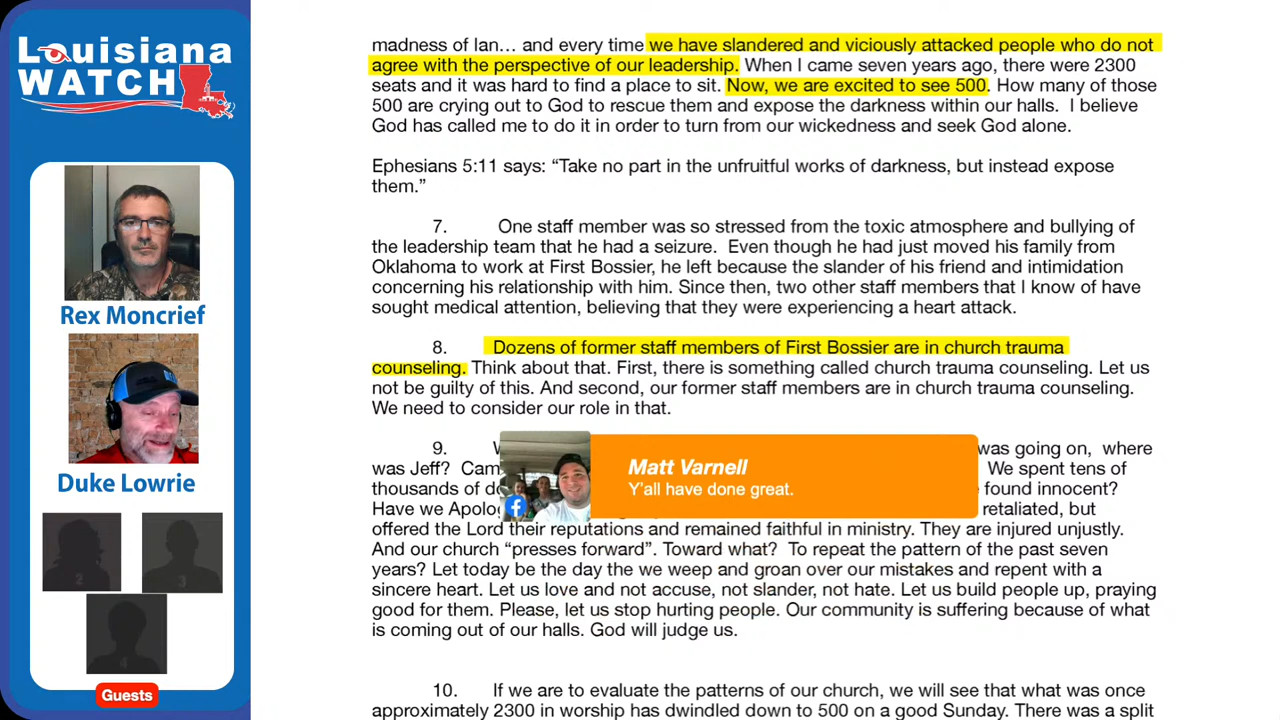 Louisiana
WATCH
Rex Moncrief
Duke Lowrie
2
3
4
Guests
madness of Ian… and every time we have slandered and viciously attacked people who do not
agree with the perspective of our leadership. When I came seven years ago, there were 2300
seats and it was hard to find a place to sit. Now, we are excited to see 500. How many of those
500 are crying out to God to rescue them and expose the darkness within our halls. I believe
God has called me to do it in order to turn from our wickedness and seek God alone.
Ephesians 5:11 says: “Take no part in the unfruitful works of darkness, but instead expose
them.”
7. One staff member was so stressed from the toxic atmosphere and bullying of
the leadership team that he had a seizure. Even though he had just moved his family from
Oklahoma to work at First Bossier, he left because the slander of his friend and intimidation
concerning his relationship with him. Since then, two other staff members that I know of have
sought medical attention, believing that they were experiencing a heart attack.
8. Dozens of former staff members of First Bossier are in church trauma
counseling. Think about that. First, there is something called church trauma counseling. Let us
not be guilty of this. And second, our former staff members are in church trauma counseling.
We need to consider our role in that.
9. was going on, where
was Jeff? We spent tens of
thousands of found innocent?
Have we retaliated, but
offered the Lord their reputations and remained faithful in ministry. They are injured unjustly.
And our church “presses forward”. Toward what? To repeat the pattern of the past seven
years? Let today be the day the we weep and groan over our mistakes and repent with a
sincere heart. Let us love and not accuse, not slander, not hate. Let us build people up, praying
good for them. Please, let us stop hurting people. Our community is suffering because of what
is coming out of our halls. God will judge us.
Matt Varnell
Y'all have done great.
10. If we are to evaluate the patterns of our church, we will see that what was once
approximately 2300 in worship has dwindled down to 500 on a good Sunday. There was a split